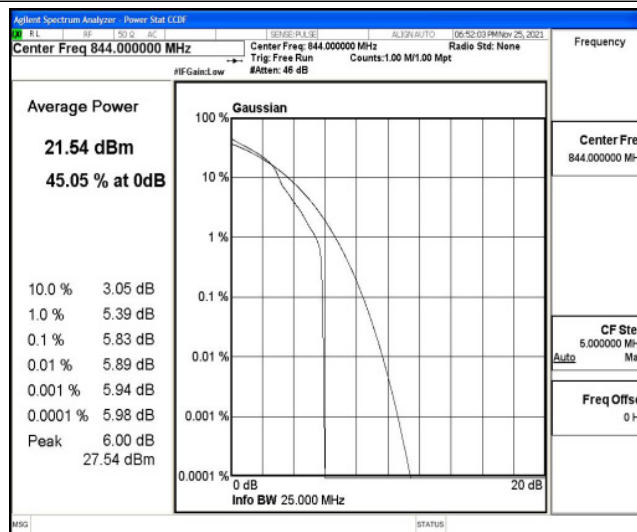 Agilent Spectrum Analyzer - Power Stat CCDF
RL RF 50 Ω AC SENSE:PULSE ALIGN AUTO 06:52:03 PM Nov 25, 2021
Center Freq 844.000000 MHz
Center Freq: 844.000000 MHz Radio Std: None
Trig: Free Run Counts:1.00 M/1.00 Mpt
#IFGain:Low #Atten: 46 dB
Frequency
Average Power
21.54 dBm
45.05 % at 0dB
10.0 % 3.05 dB
1.0 % 5.39 dB
0.1 % 5.83 dB
0.01 % 5.89 dB
0.001 % 5.94 dB
0.0001 % 5.98 dB
Peak 6.00 dB
27.54 dBm
Gaussian
100 %
10 %
1 %
0.1 %
0.01 %
0.001 %
0.0001 %
0 dB 20 dB
Info BW 25.000 MHz
Center Fre
844.000000 MH
CF Ste
5.000000 MH
Auto Ma
Freq Offse
0 H
MSG STATUS